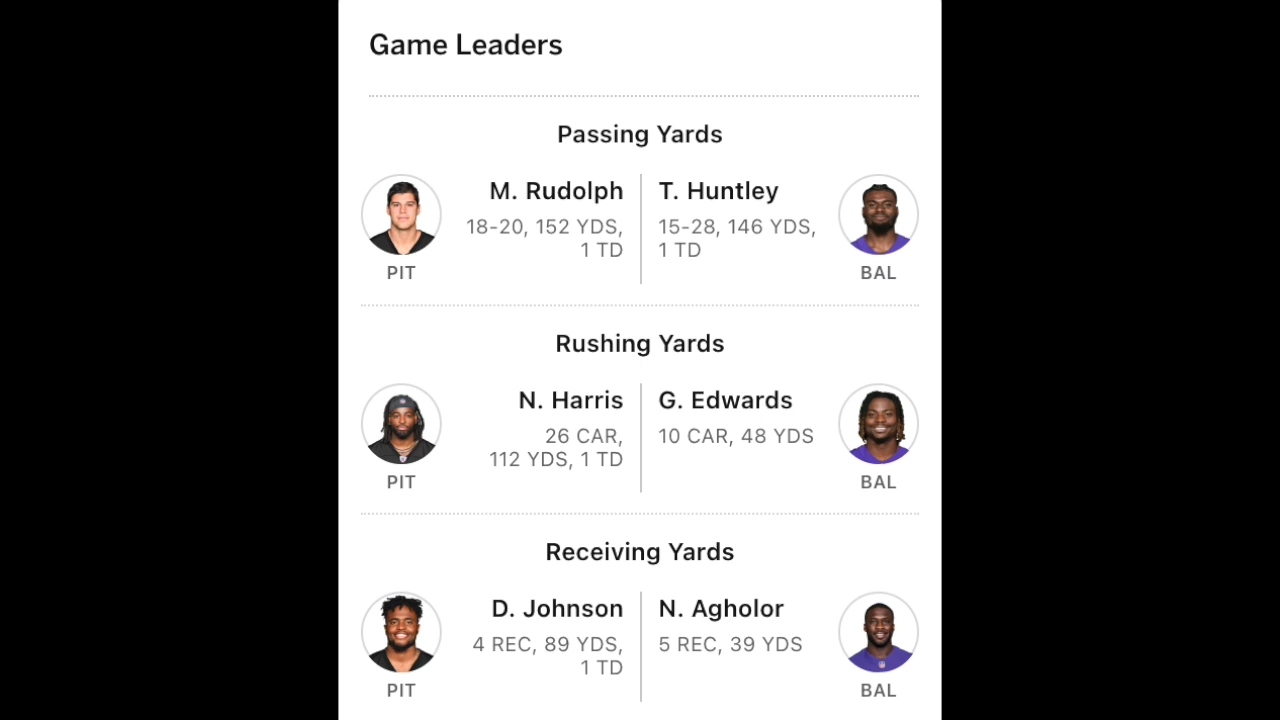 Game Leaders
Passing Yards
M. Rudolph
18-20, 152 YDS,
1 TD
PIT
T. Huntley
15-28, 146 YDS,
1 TD
BAL
Rushing Yards
N. Harris
26 CAR,
112 YDS, 1 TD
PIT
G. Edwards
10 CAR, 48 YDS
BAL
Receiving Yards
D. Johnson
4 REC, 89 YDS,
1 TD
PIT
N. Agholor
5 REC, 39 YDS
BAL